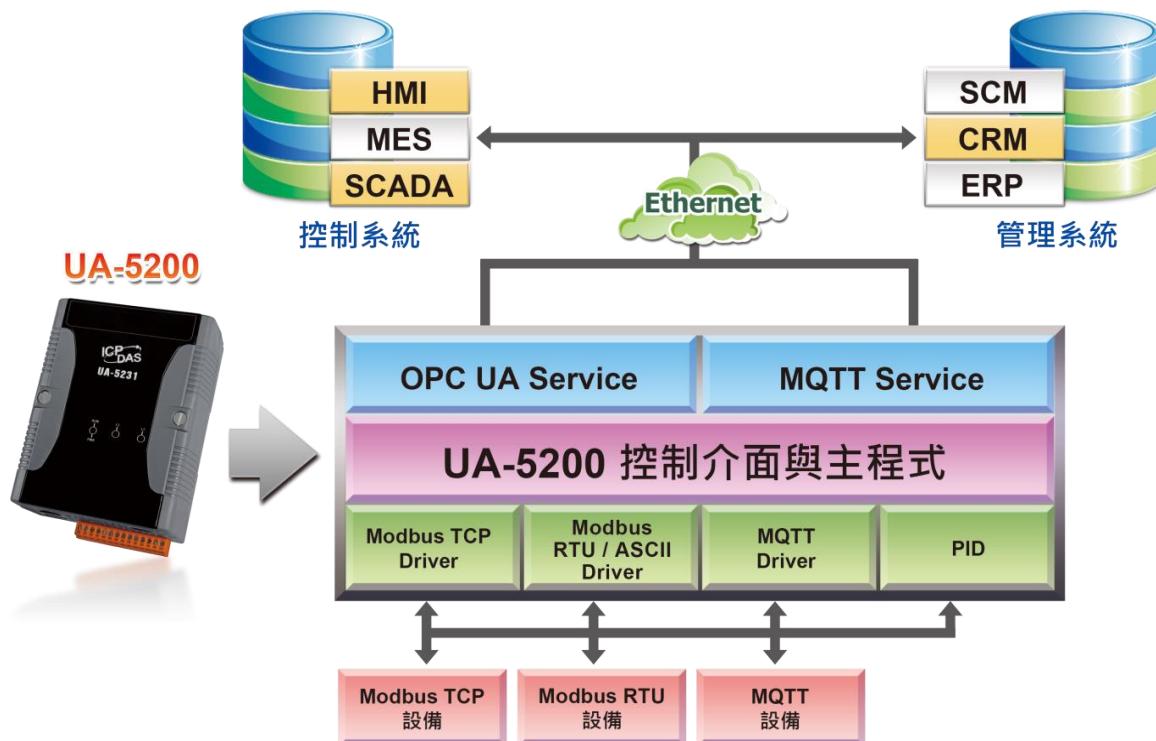 HMI
MES
SCADA
控制系統
SCM
CRM
ERP
管理系統
Ethernet
UA-5200
ICP
DAS
UA-5231
OPC UA Service
MQTT Service
UA-5200 控制介面與主程式
Modbus TCP
Driver
Modbus
RTU / ASCII
Driver
MQTT
Driver
PID
Modbus TCP
設備
Modbus RTU
設備
MQTT
設備